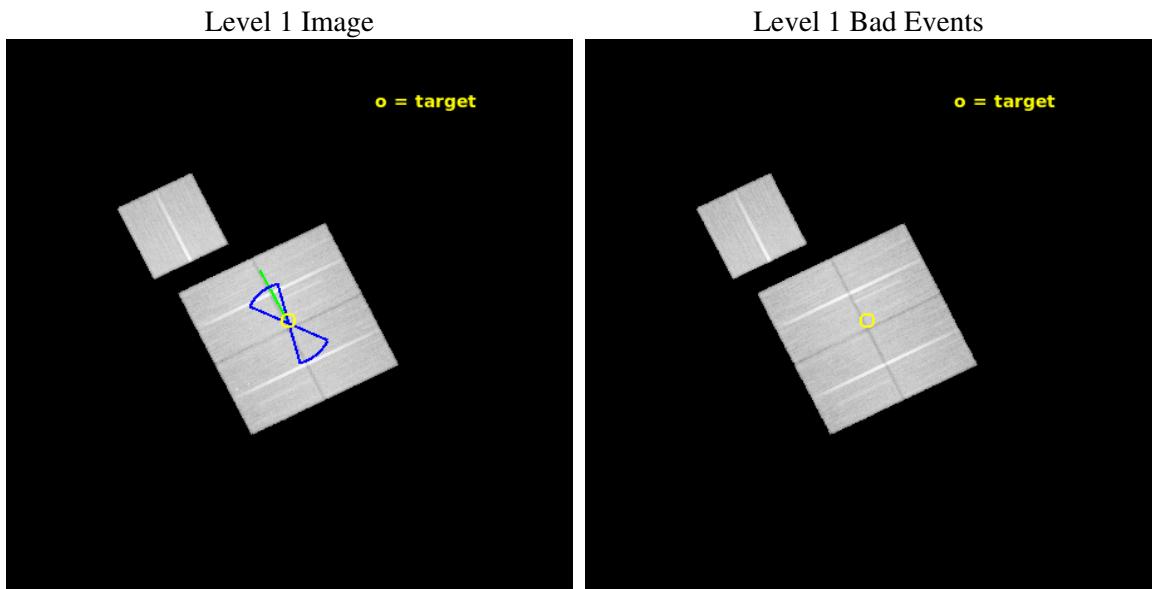 Level 1 Image
Level 1 Bad Events
o = target
o = target